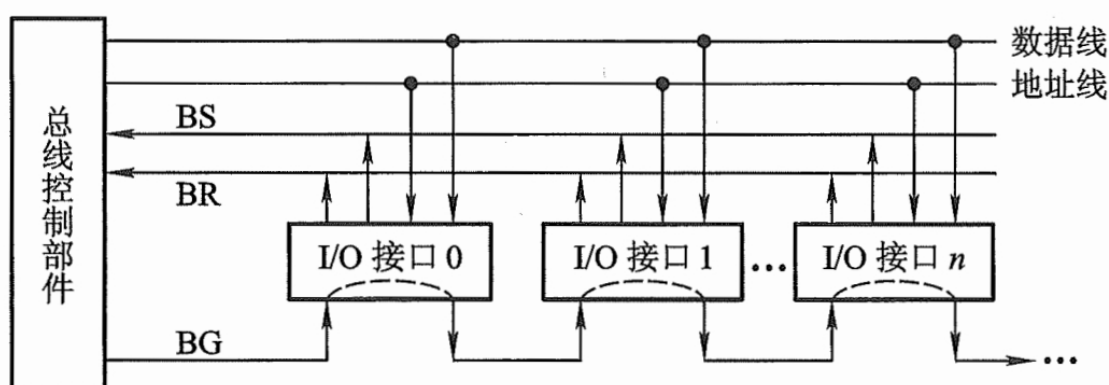 数据线
地址线
总线控制部件
BS
BR
I/O 接口 0
I/O 接口 1
…
I/O 接口 n
BG
…